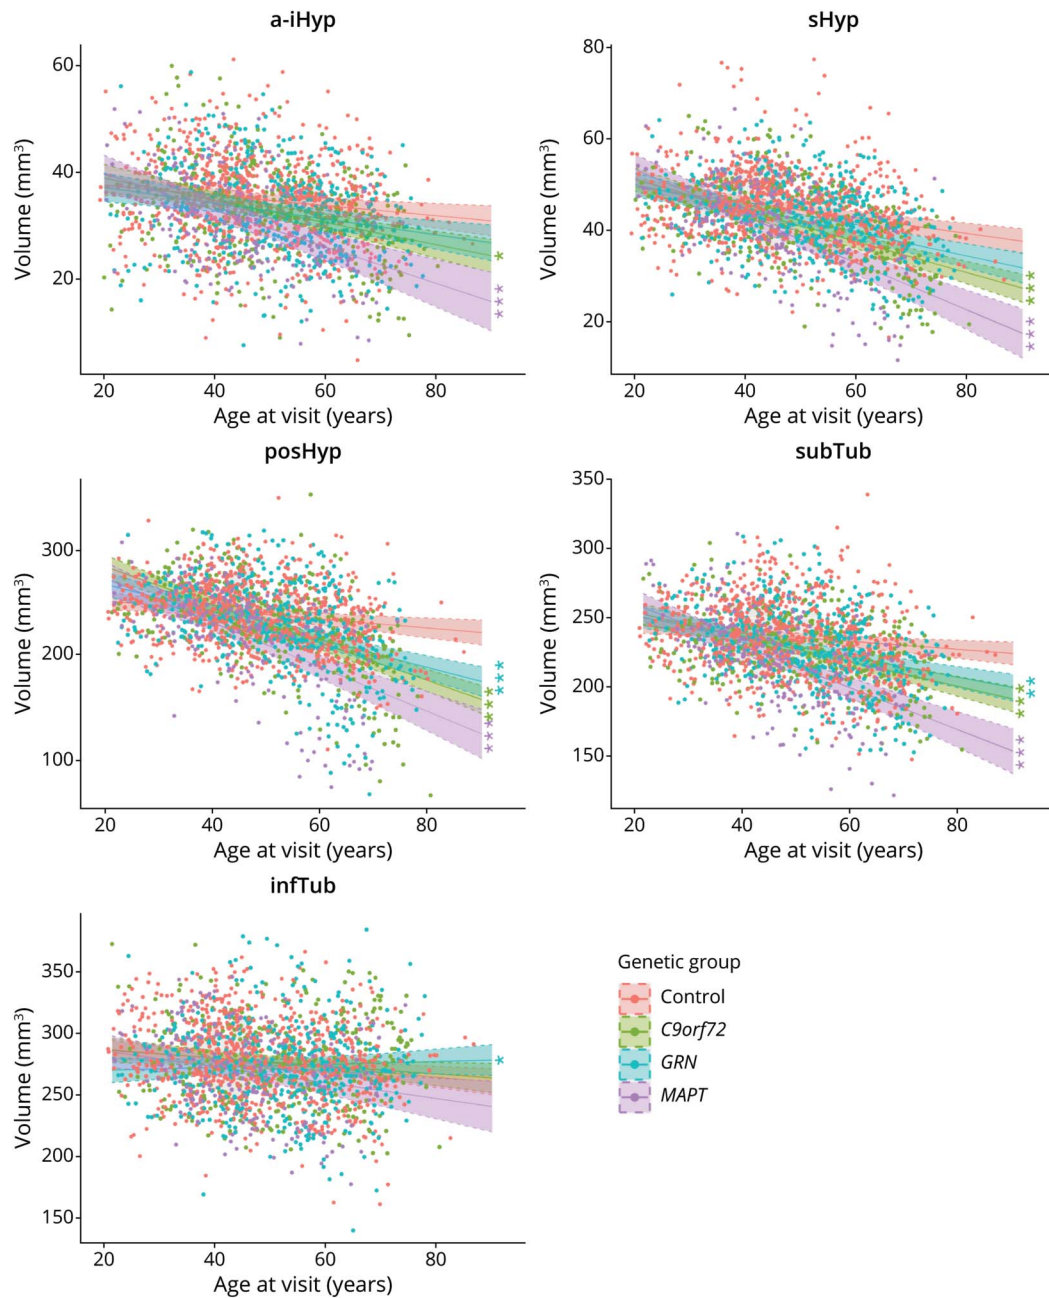 a-iHyp
60
40
20
Volume (mm³)
20 40 60 80
Age at visit (years)
*
***
sHyp
80
60
40
20
Volume (mm³)
20 40 60 80
Age at visit (years)
***
***
posHyp
300
200
100
Volume (mm³)
20 40 60 80
Age at visit (years)
***
***
***
subTub
350
300
250
200
150
Volume (mm³)
20 40 60 80
Age at visit (years)
**
***
***
infTub
350
300
250
200
150
Volume (mm³)
20 40 60 80
Age at visit (years)
*
Genetic group
Control
C9orf72
GRN
MAPT